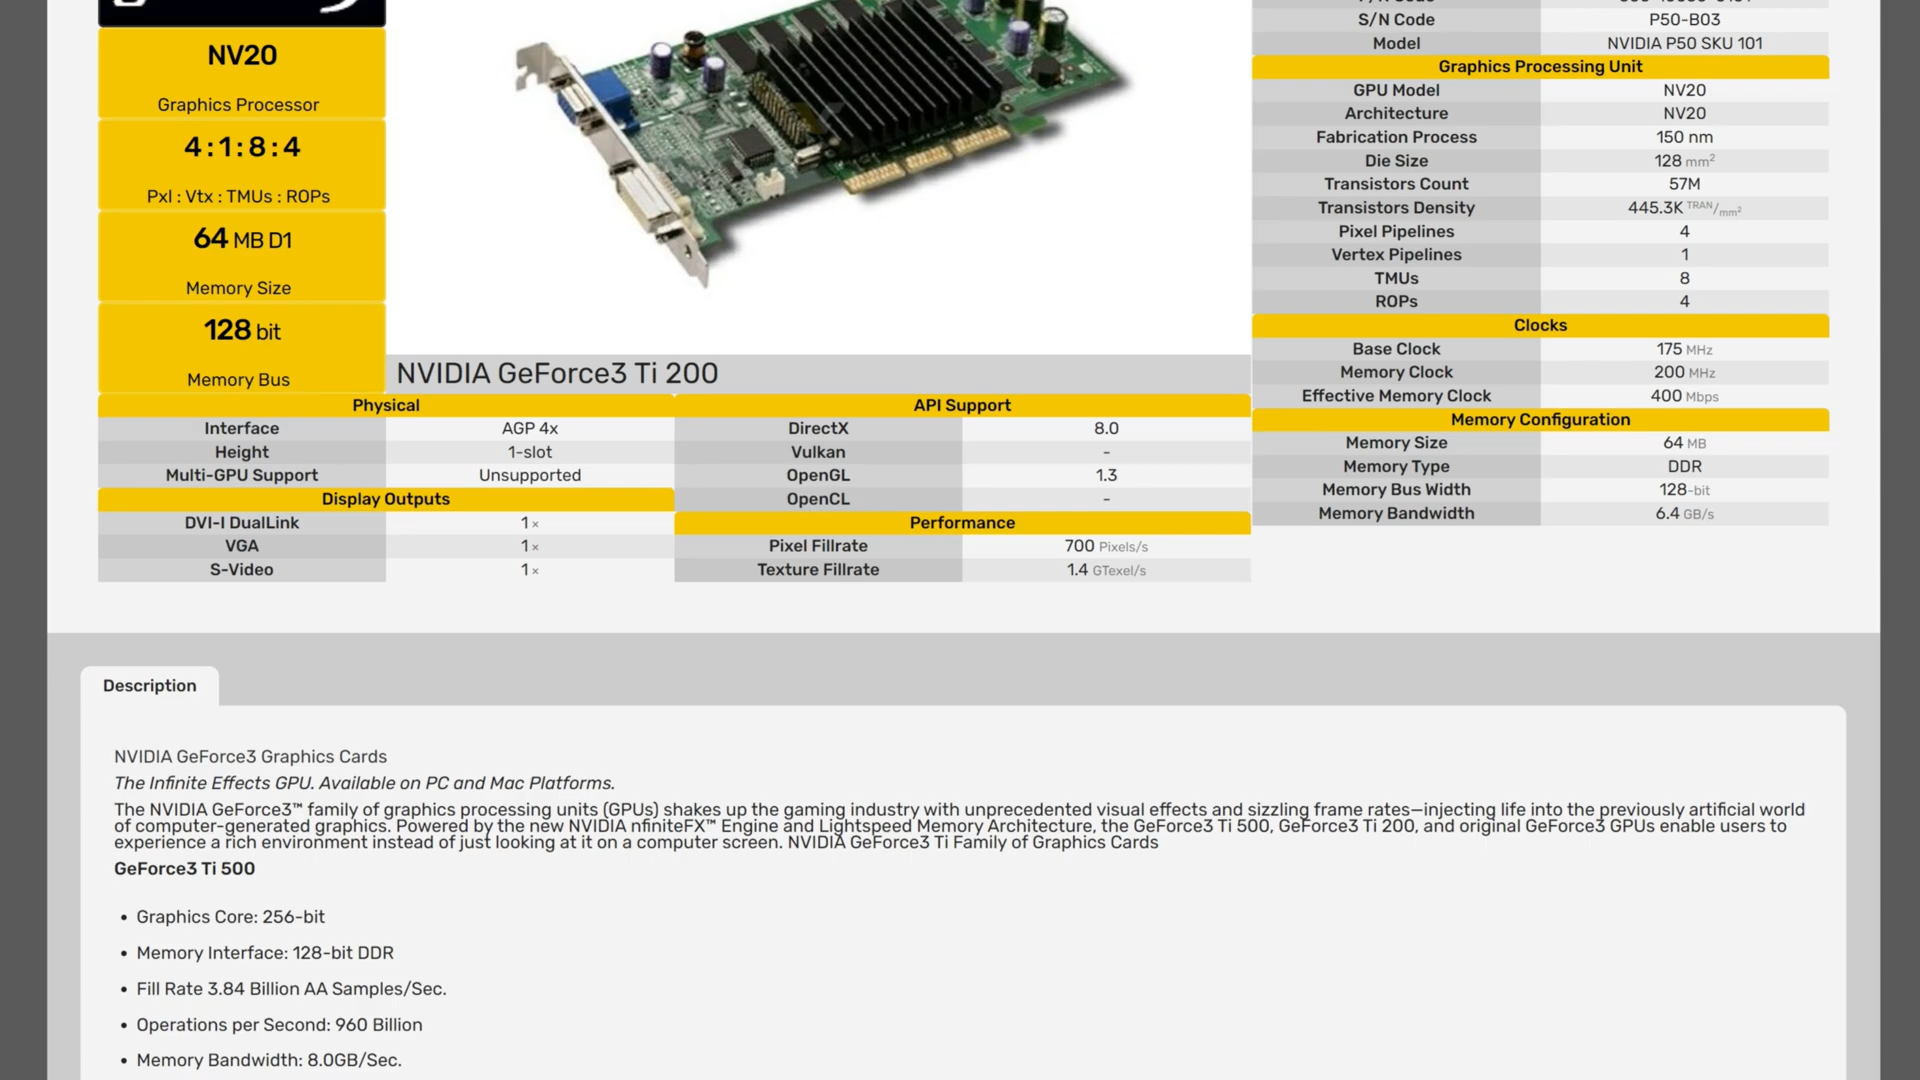 NV20
Graphics Processor
4:1:8:4
Pxl : Vtx : TMUs : ROPs
64 MB D1
Memory Size
128 bit
Memory Bus
NVIDIA GeForce3 Ti 200
Physical
Interface AGP 4x
Height 1-slot
Multi-GPU Support Unsupported
Display Outputs
DVI-I DualLink 1×
VGA 1×
S-Video 1×
API Support
DirectX 8.0
Vulkan -
OpenGL 1.3
OpenCL -
Performance
Pixel Fillrate 700 Pixels/s
Texture Fillrate 1.4 GTexel/s
S/N Code P50-B03
Model NVIDIA P50 SKU 101
Graphics Processing Unit
GPU Model NV20
Architecture NV20
Fabrication Process 150 nm
Die Size 128 mm²
Transistors Count 57M
Transistors Density 445.3K TRAN/mm²
Pixel Pipelines 4
Vertex Pipelines 1
TMUs 8
ROPs 4
Clocks
Base Clock 175 MHz
Memory Clock 200 MHz
Effective Memory Clock 400 Mbps
Memory Configuration
Memory Size 64 MB
Memory Type DDR
Memory Bus Width 128-bit
Memory Bandwidth 6.4 GB/s
Description
NVIDIA GeForce3 Graphics Cards
The Infinite Effects GPU. Available on PC and Mac Platforms.
The NVIDIA GeForce3™ family of graphics processing units (GPUs) shakes up the gaming industry with unprecedented visual effects and sizzling frame rates—injecting life into the previously artificial world
of computer-generated graphics. Powered by the new NVIDIA nfiniteFX™ Engine and Lightspeed Memory Architecture, the GeForce3 Ti 500, GeForce3 Ti 200, and original GeForce3 GPUs enable users to
experience a rich environment instead of just looking at it on a computer screen. NVIDIA GeForce3 Ti Family of Graphics Cards
GeForce3 Ti 500
• Graphics Core: 256-bit
• Memory Interface: 128-bit DDR
• Fill Rate 3.84 Billion AA Samples/Sec.
• Operations per Second: 960 Billion
• Memory Bandwidth: 8.0GB/Sec.